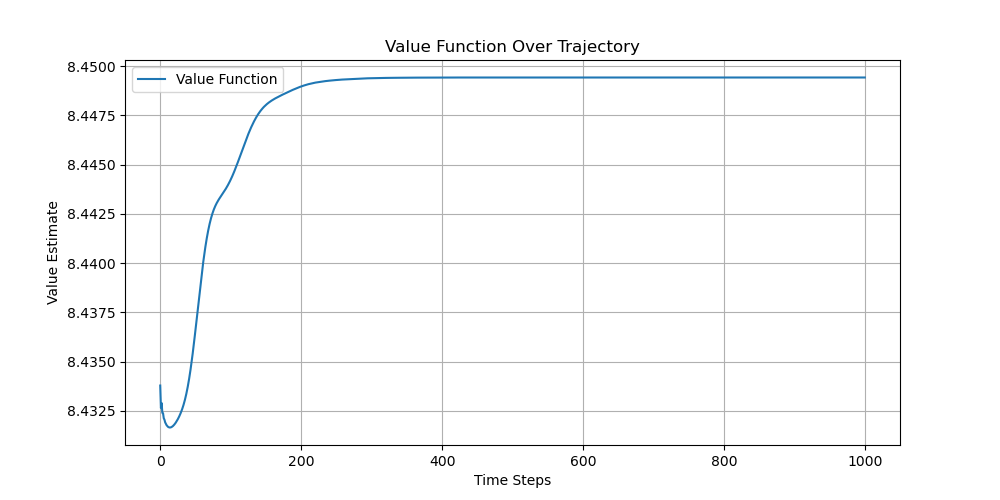 Value Function Over Trajectory
Value Function
8.4500
8.4475
8.4450
8.4425
8.4400
8.4375
8.4350
8.4325
Value Estimate
0 200 400 600 800 1000
Time Steps